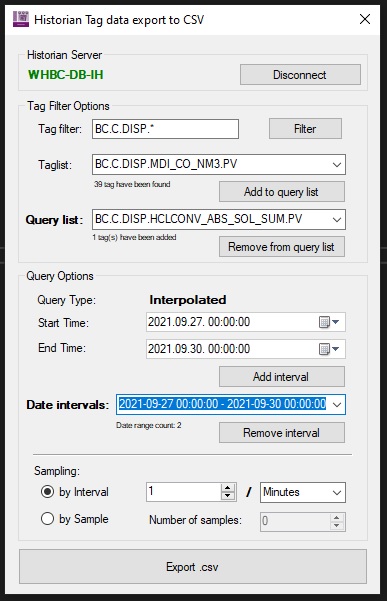 Historian Tag data export to CSV
Historian Server
WHBC-DB-IH
Disconnect
Tag Filter Options
Tag filter: BC.C.DISP.* Filter
Taglist: BC.C.DISP.MDI_CO_NM3.PV
39 tag have been found
Add to query list
Query list: BC.C.DISP.HCLCONV_ABS_SOL_SUM.PV
1 tag(s) have been added
Remove from query list
Query Options
Query Type: Interpolated
Start Time: 2021.09.27. 00:00:00
End Time: 2021.09.30. 00:00:00
Add interval
Date intervals: 2021-09-27 00:00:00 - 2021-09-30 00:00:00
Date range count: 2
Remove interval
Sampling:
by Interval 1 / Minutes
by Sample Number of samples: 0
Export .csv